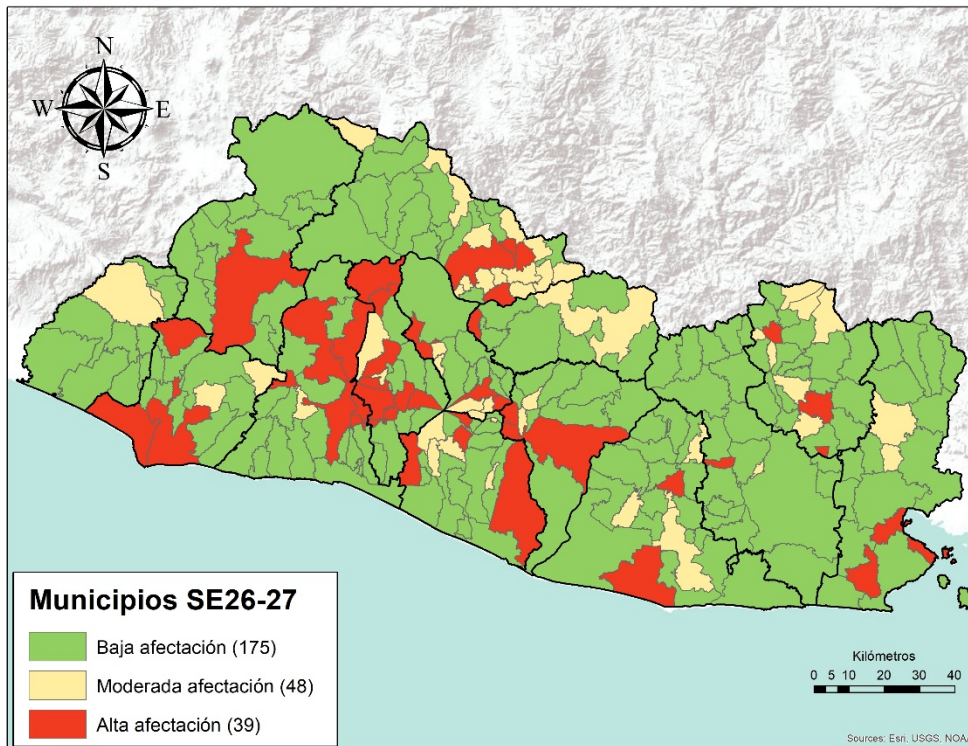 N
W E
S
Municipios SE26-27
Baja afectación (175)
Moderada afectación (48)
Alta afectación (39)
Kilómetros
0 5 10 20 30 40
Sources: Esri, USGS, NOAA